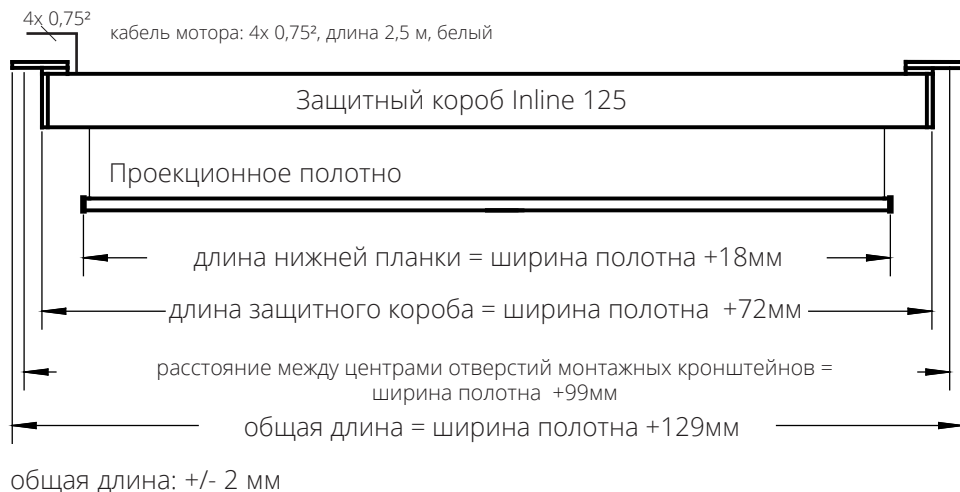 4x 0,75²
кабель мотора: 4x 0,75², длина 2,5 м, белый
Защитный короб Inline 125
Проекционное полотно
длина нижней планки = ширина полотна +18мм
длина защитного короба = ширина полотна +72мм
расстояние между центрами отверстий монтажных кронштейнов =
ширина полотна +99мм
общая длина = ширина полотна +129мм
общая длина: +/- 2 мм